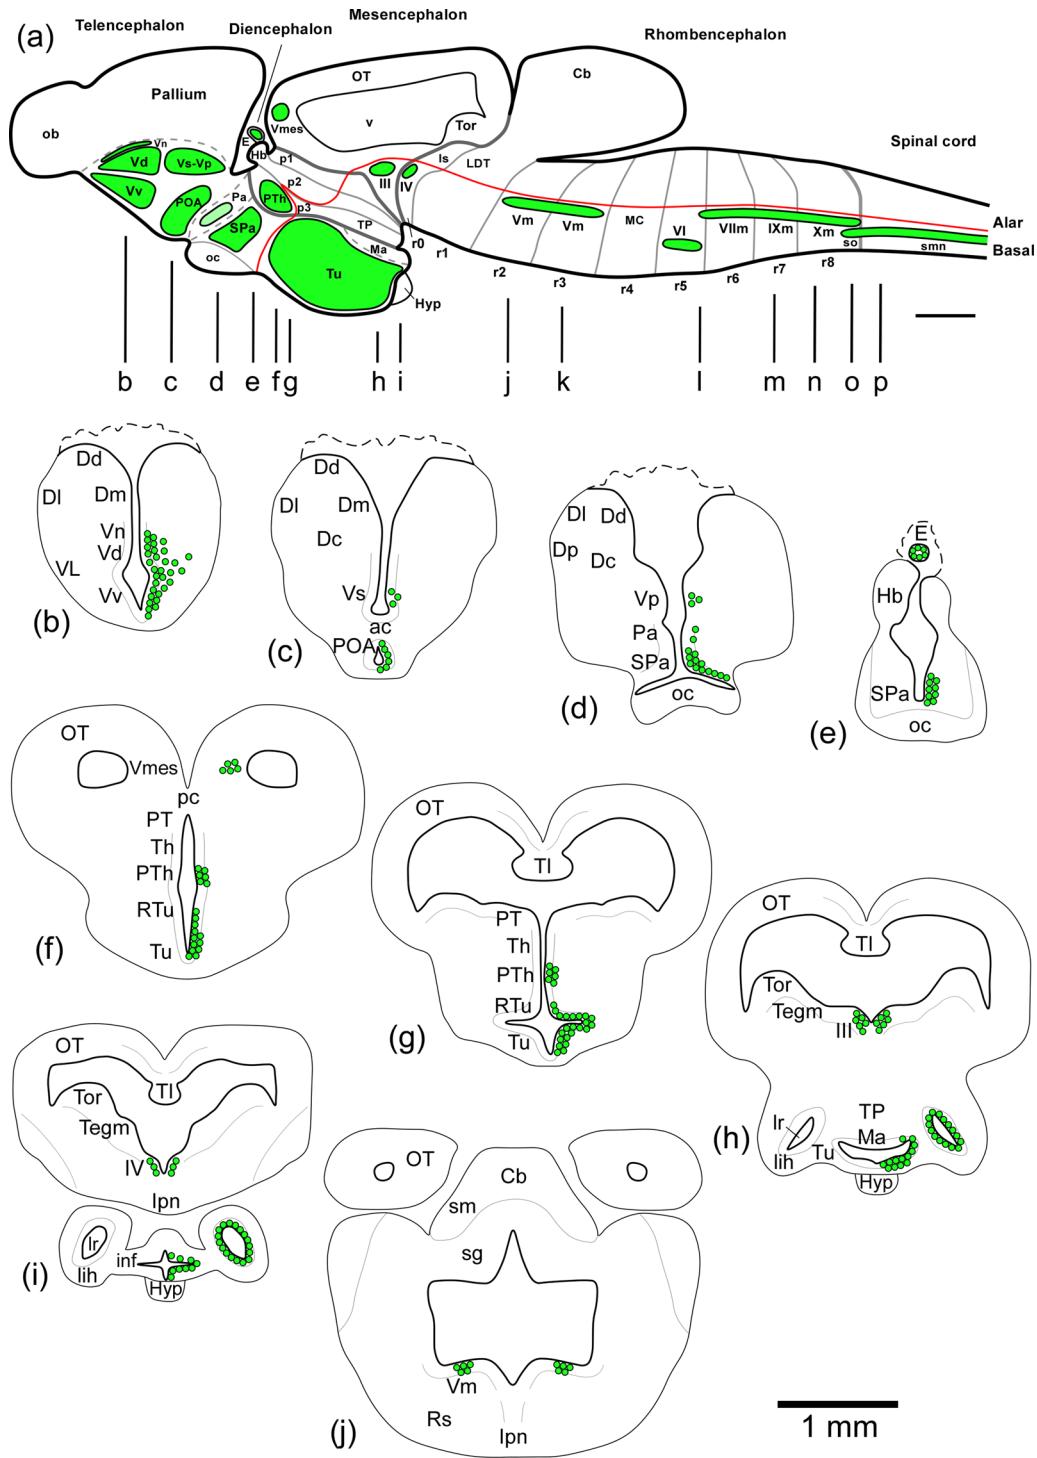 (a)
Telencephalon
Diencephalon
Mesencephalon
Rhombencephalon
Spinal cord
ob
Pallium
Vn
Vd
Vs-Vp
Vv
POA
Pa
SPa
oc
E
Hb
Vmes
OT
v
Tor
Cb
p1
p2
p3
PTh
TP
Ma
Tu
Hyp
III
IV
Is
LDT
r0
r1
r2
r3
r4
r5
r6
r7
r8
Vm
Vm
MC
VI
VIIm
IXm
Xm
so
smn
Alar
Basal
b c d e f g h i j k l m n o p
Dd
Dl
Dm
Vn
Vd
VL
Vv
(b)
Dd
Dl
Dm
Dc
Vs
ac
POA
(c)
Dl
Dd
Dp
Dc
Vp
Pa
SPa
oc
(d)
E
Hb
SPa
oc
(e)
OT
Vmes
pc
PT
Th
PTh
RTu
Tu
(f)
OT
Tl
PT
Th
PTh
RTu
Tu
(g)
OT
Tl
Tor
Tegm
III
TP
lr
Ma
lih
Tu
Hyp
(h)
OT
Tl
Tor
Tegm
IV
Ipn
lr
inf
lih
Hyp
(i)
OT
Cb
sm
sg
Vm
Rs
Ipn
(j)
1 mm